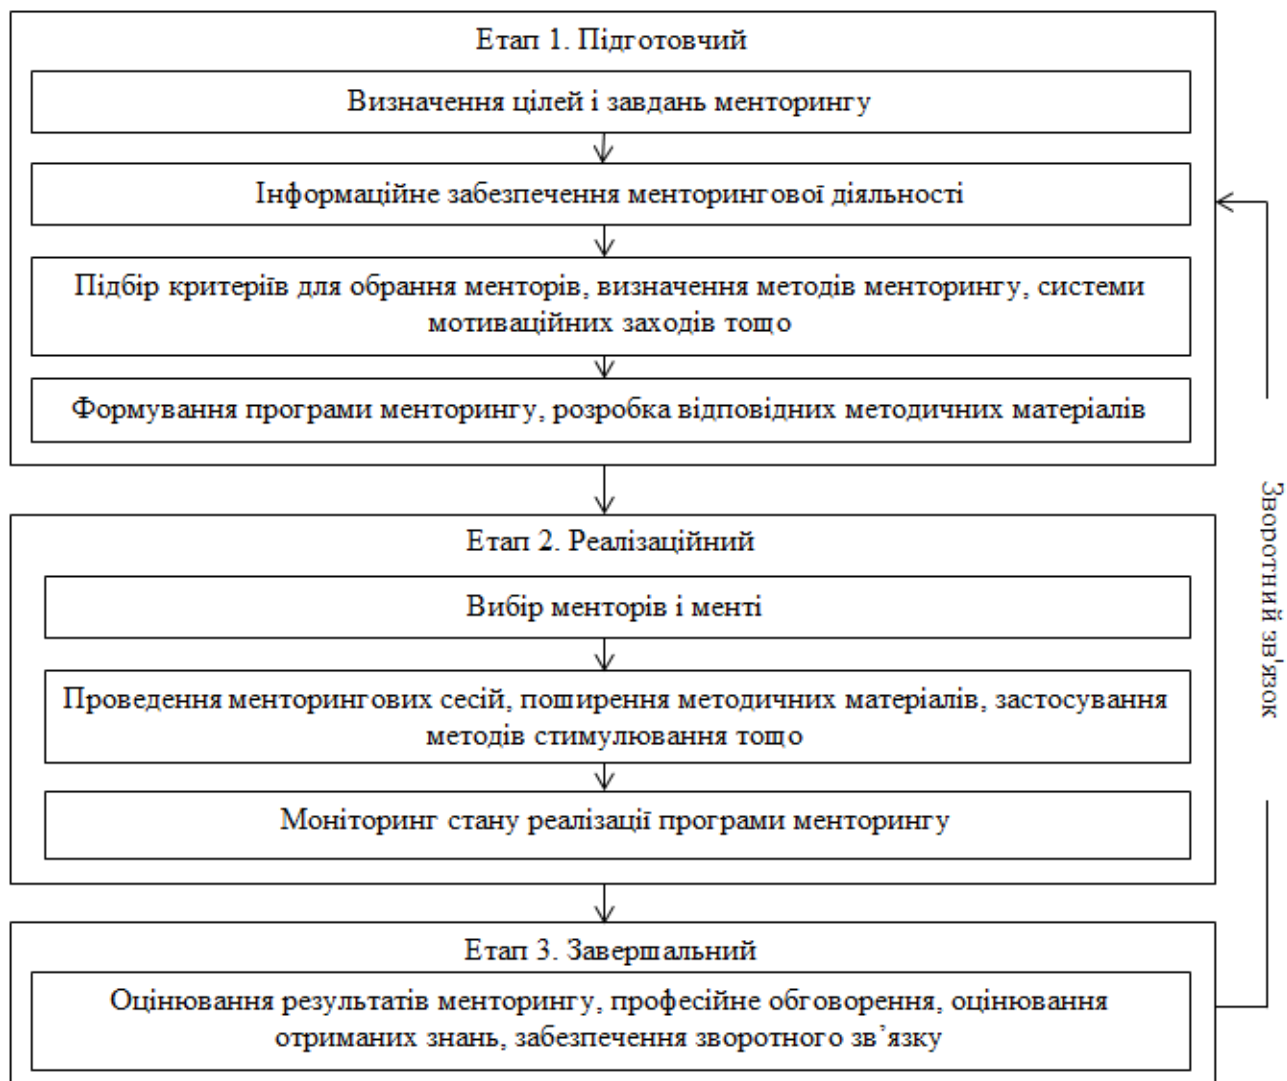 Етап 1. Підготовчий
Визначення цілей і завдань менторингу
Інформаційне забезпечення менторингової діяльності
Підбір критеріїв для обрання менторів, визначення методів менторингу, системи
мотиваційних заходів тощо
Формування програми менторингу, розробка відповідних методичних матеріалів
Етап 2. Реалізаційний
Вибір менторів і менті
Проведення менторингових сесій, поширення методичних матеріалів, застосування
методів стимулювання тощо
Моніторинг стану реалізації програми менторингу
Етап 3. Завершальний
Оцінювання результатів менторингу, професійне обговорення, оцінювання
отриманих знань, забезпечення зворотного зв’язку
Зворотний зв'язок